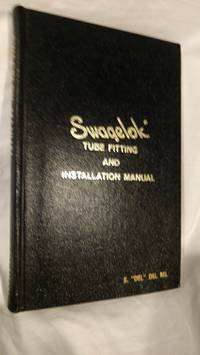 Swagelok®
TUBE FITTING
AND
INSTALLATION MANUAL
E. "DEL" DEL BEL